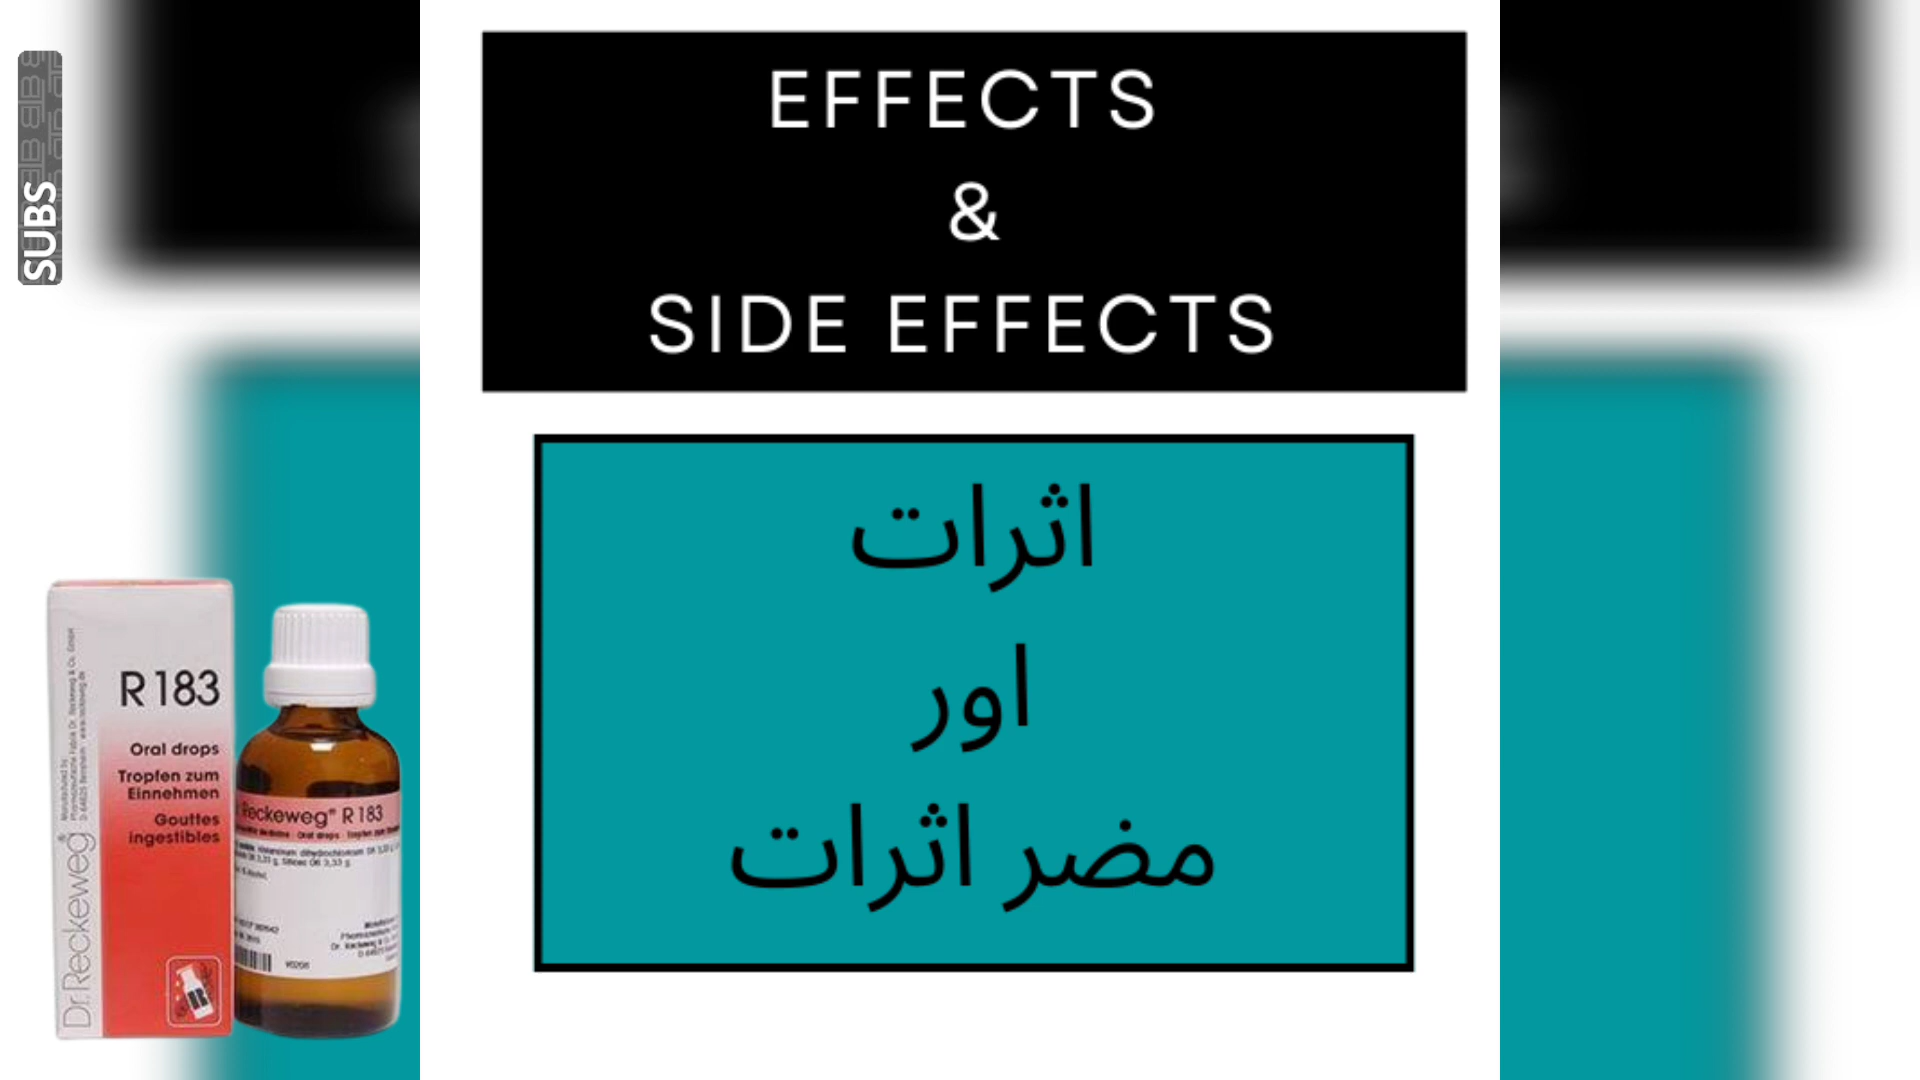 SUBS
EFFECTS
&
SIDE EFFECTS
اثرات
اور
مضر اثرات
R 183
Oral drops
Tropfen zum
Einnehmen
Gouttes
ingestibles
Dr.Reckeweg®
Reckeweg® R 183